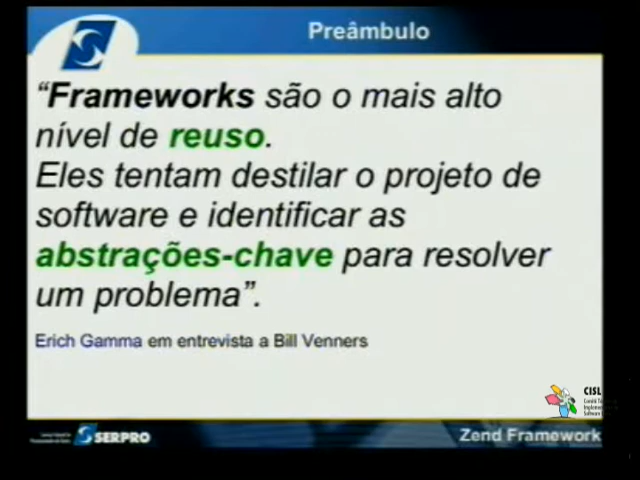 Preâmbulo
“Frameworks são o mais alto
nível de reuso.
Eles tentam destilar o projeto de
software e identificar as
abstrações-chave para resolver
um problema”.
Erich Gamma em entrevista a Bill Venners
CISL
SERPRO
Zend Framework